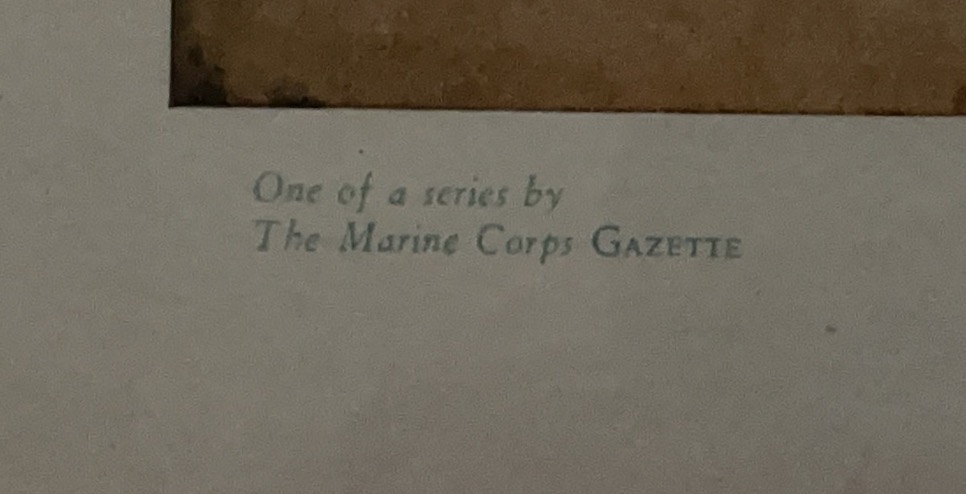 One of a series by
The Marine Corps GAZETTE